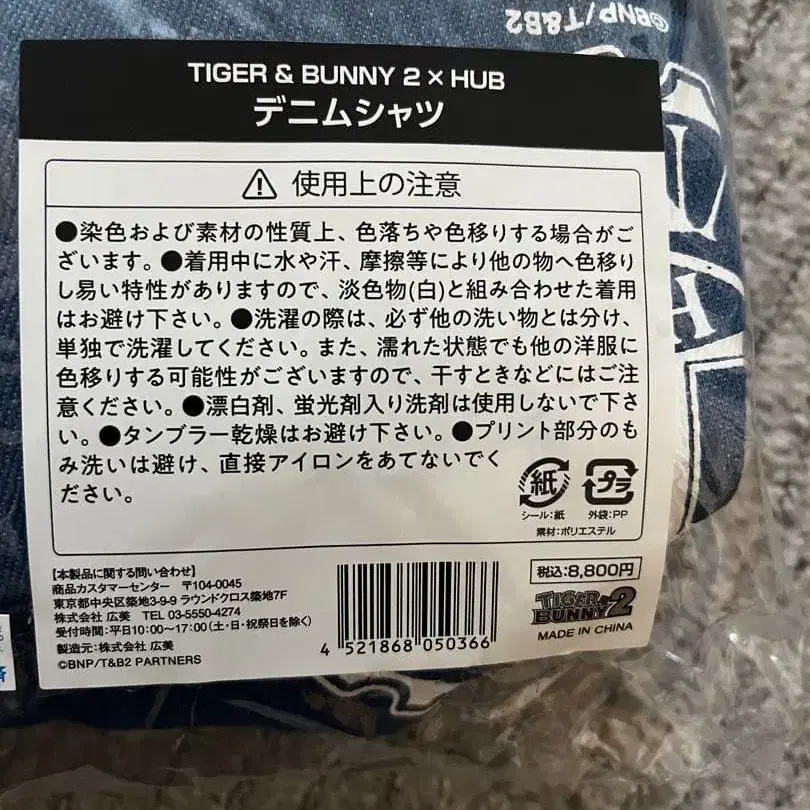 ©BNP/T&B2
TIGER & BUNNY 2 × HUB
デニムシャツ
使用上の注意
●染色および素材の性質上、色落ちや色移りする場合がご
ざいます。●着用中に水や汗、摩擦等により他の物へ色移り
し易い特性がありますので、淡色物(白)と組み合わせた着用
はお避け下さい。●洗濯の際は、必ず他の洗い物とは分け、
単独で洗濯してください。また、濡れた状態でも他の洋服に
色移りする可能性がございますので、干すときなどにはご注
意ください。●漂白剤、蛍光剤入り洗剤は使用しないで下さ
い。●タンブラー乾燥はお避け下さい。●プリント部分のも
み洗いは避け、直接アイロンをあてないでく
ださい。
紙
プラ
シール:紙
外袋:PP
素材:ポリエステル
【本製品に関する問い合わせ】
商品カスタマーセンター 〒104-0045
東京都中央区築地3-9-9 ラウンドクロス築地7F
株式会社 広美 TEL 03-5550-4274
受付時間:平日10:00〜17:00(土・日・祝祭日を除く)
製造元:株式会社 広美
©BNP/T&B2 PARTNERS
4 521868 050366
税込:8,800円
TIGER & BUNNY 2
MADE IN CHINA